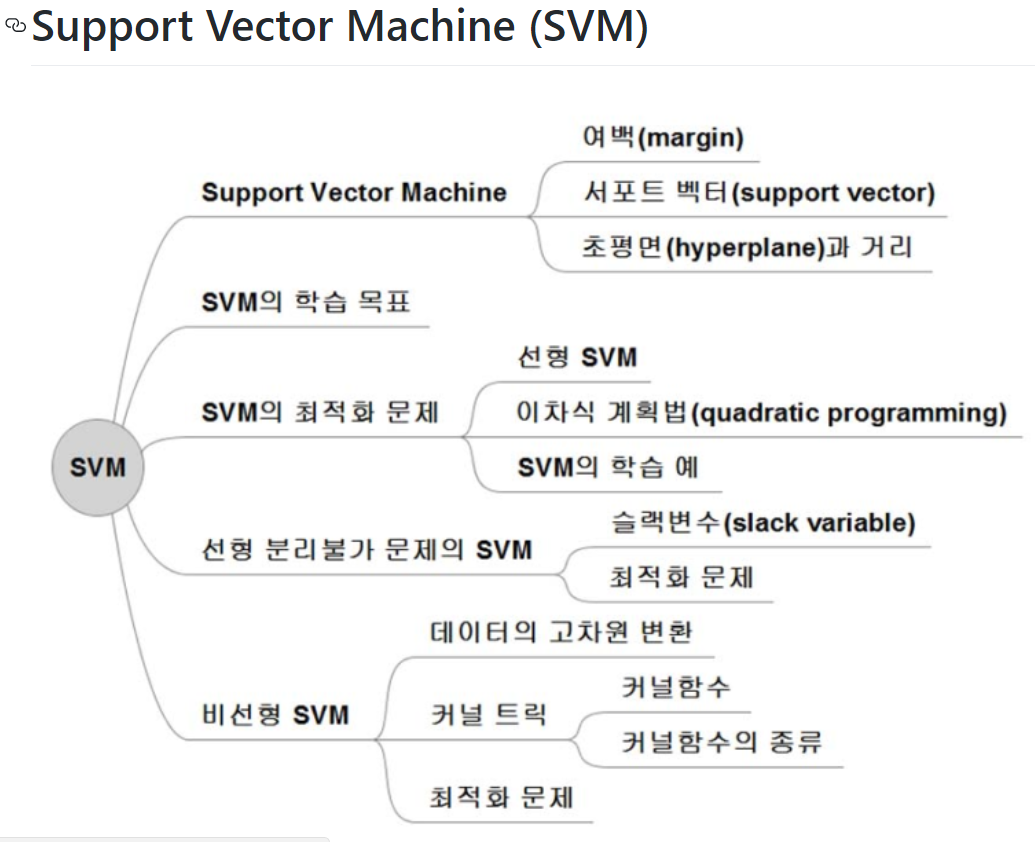 Support Vector Machine (SVM)
여백(margin)
Support Vector Machine
서포트 벡터(support vector)
초평면(hyperplane)과 거리
SVM의 학습 목표
선형 SVM
SVM의 최적화 문제
이차식 계획법(quadratic programming)
SVM
SVM의 학습 예
슬랙변수(slack variable)
선형 분리불가 문제의 SVM
최적화 문제
데이터의 고차원 변환
커널함수
비선형 SVM
커널 트릭
커널함수의 종류
최적화 문제